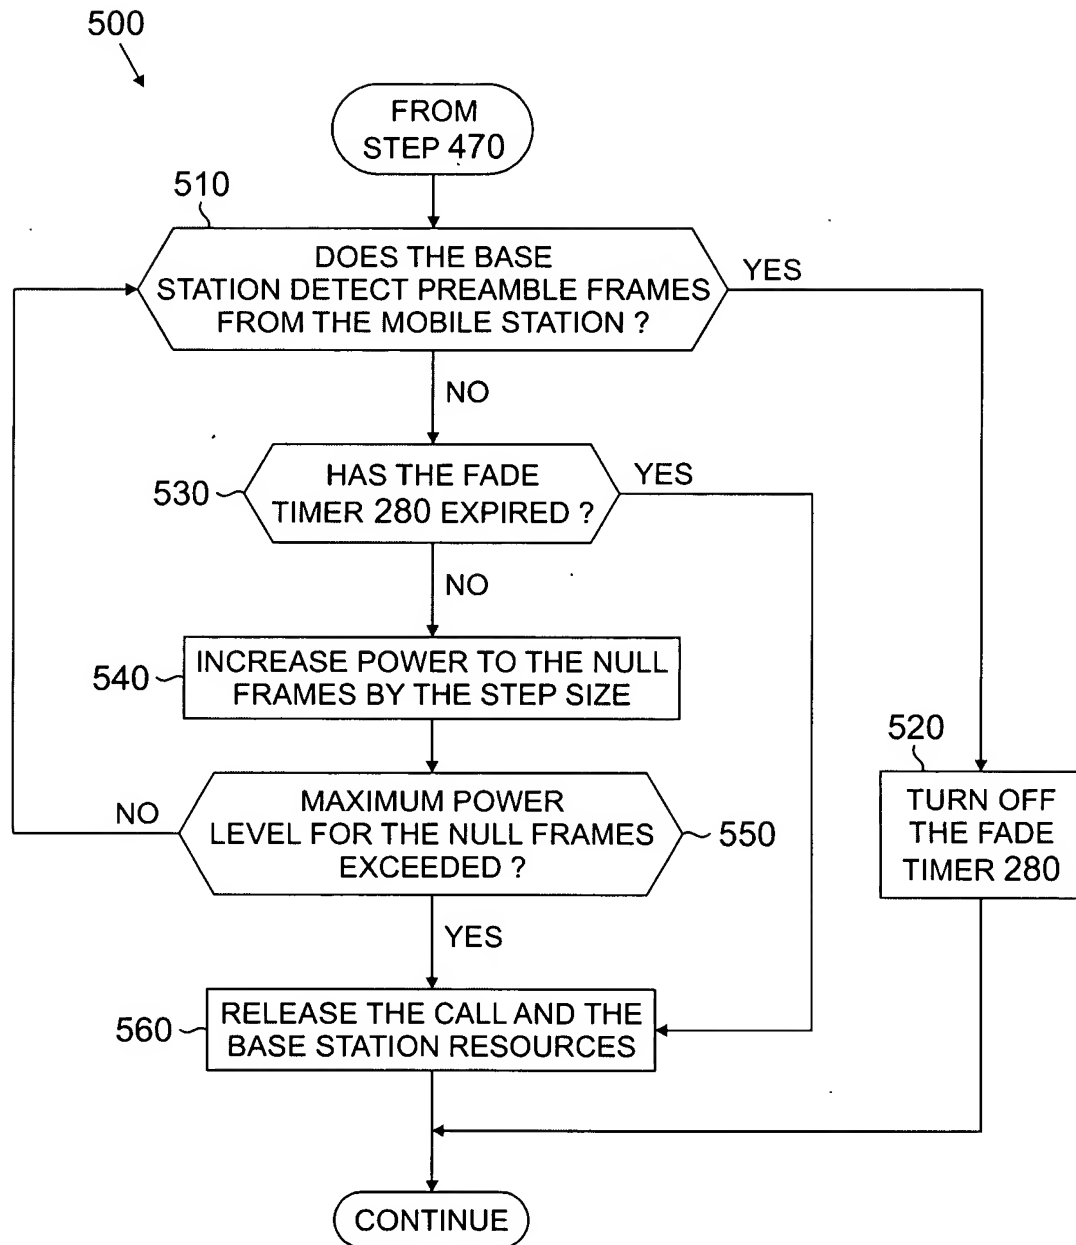 500
FROM
STEP 470
510
DOES THE BASE
STATION DETECT PREAMBLE FRAMES
FROM THE MOBILE STATION ?
YES
NO
530
HAS THE FADE
TIMER 280 EXPIRED ?
YES
NO
540
INCREASE POWER TO THE NULL
FRAMES BY THE STEP SIZE
520
TURN OFF
THE FADE
TIMER 280
NO
MAXIMUM POWER
LEVEL FOR THE NULL FRAMES
EXCEEDED ?
550
YES
560
RELEASE THE CALL AND THE
BASE STATION RESOURCES
CONTINUE